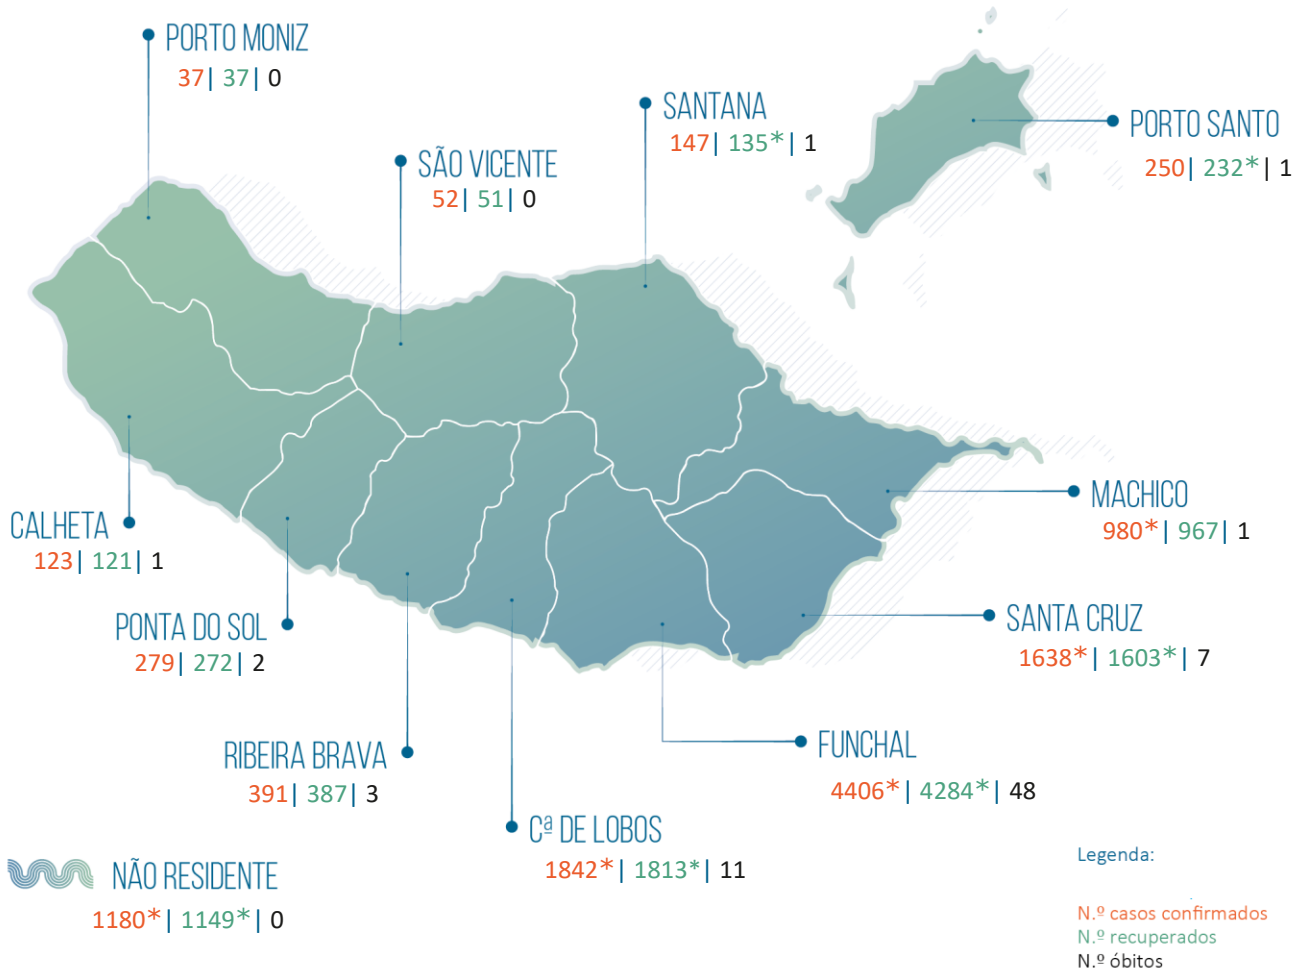 PORTO MONIZ
37| 37| 0
SANTANA
147| 135*| 1
PORTO SANTO
250| 232*| 1
SÃO VICENTE
52| 51| 0
MACHICO
980*| 967| 1
CALHETA
123| 121| 1
SANTA CRUZ
1638*| 1603*| 7
PONTA DO SOL
279| 272| 2
RIBEIRA BRAVA
391| 387| 3
FUNCHAL
4406*| 4284*| 48
Cª DE LOBOS
1842*| 1813*| 11
NÃO RESIDENTE
1180*| 1149*| 0
Legenda:
N.º casos confirmados
N.º recuperados
N.º óbitos